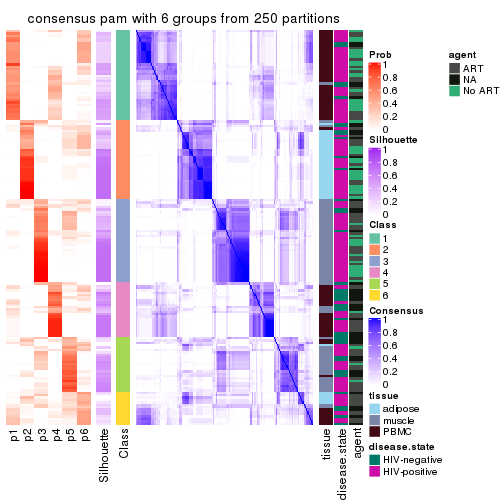 consensus pam with 6 groups from 250 partitions
p1
p2
p3
p4
p5
p6
Silhouette
Class
tissue
disease.state
agent
Prob
1
0.8
0.6
0.4
0.2
0
Silhouette
1
0.8
0.6
0.4
0.2
0
Class
1
2
3
4
5
6
Consensus
1
0.8
0.6
0.4
0.2
0
tissue
adipose
muscle
PBMC
disease.state
HIV-negative
HIV-positive
agent
ART
NA
No ART